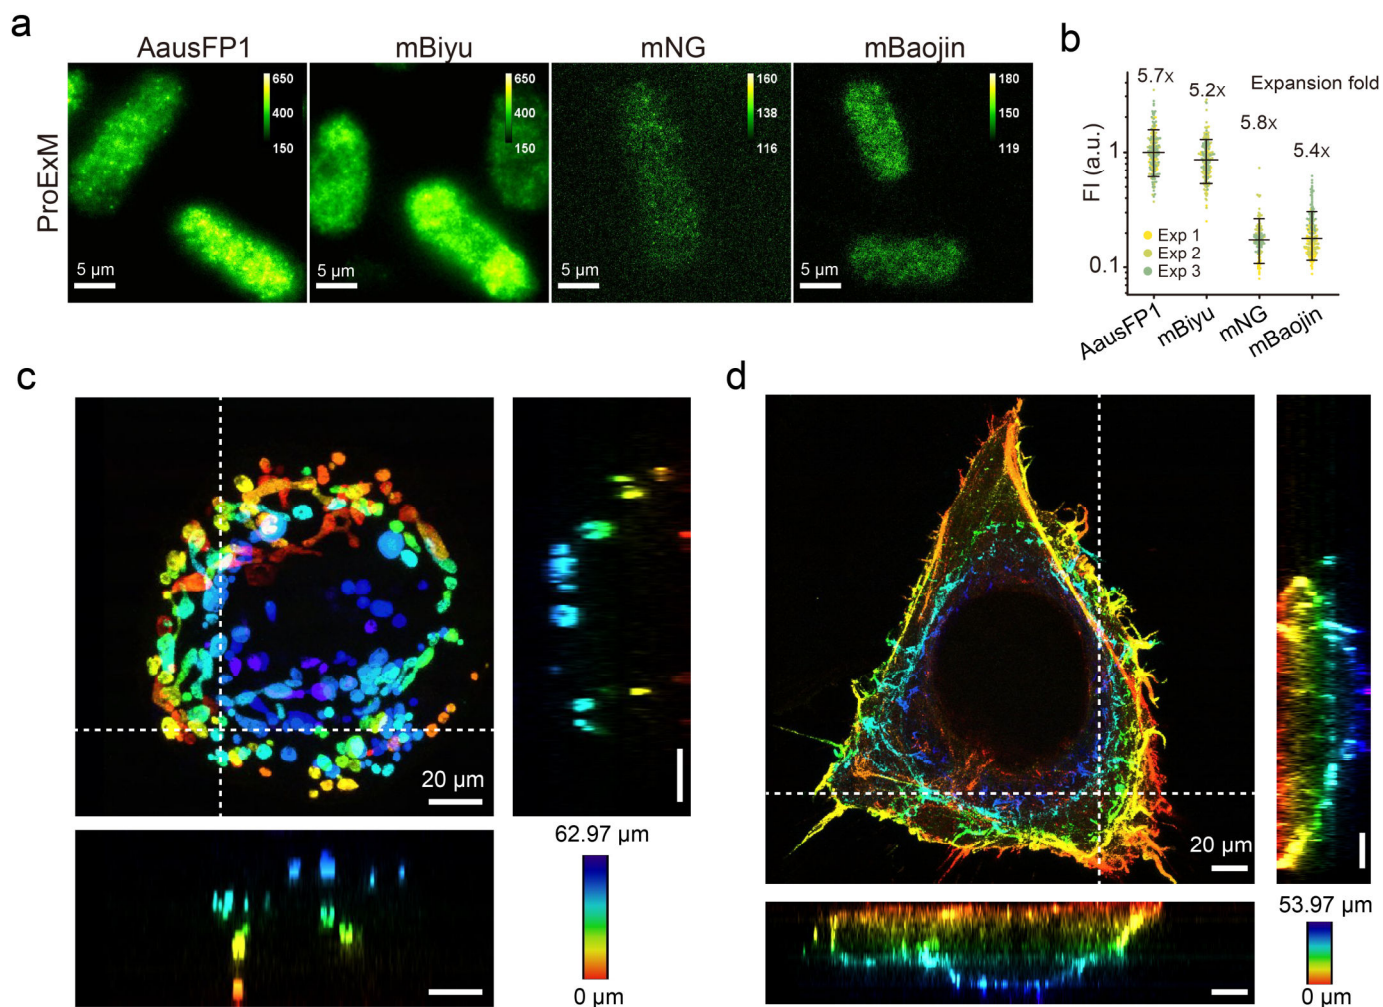 a
AausFP1
mBiyu
mNG
mBaojin
ProExM
650
400
150
5 µm
650
400
150
5 µm
160
138
116
5 µm
180
150
119
5 µm
b
Expansion fold
5.7x
5.2x
5.8x
5.4x
FI (a.u.)
1
0.1
Exp 1
Exp 2
Exp 3
AausFP1
mBiyu
mNG
mBaojin
c
20 µm
62.97 µm
0 µm
d
20 µm
53.97 µm
0 µm